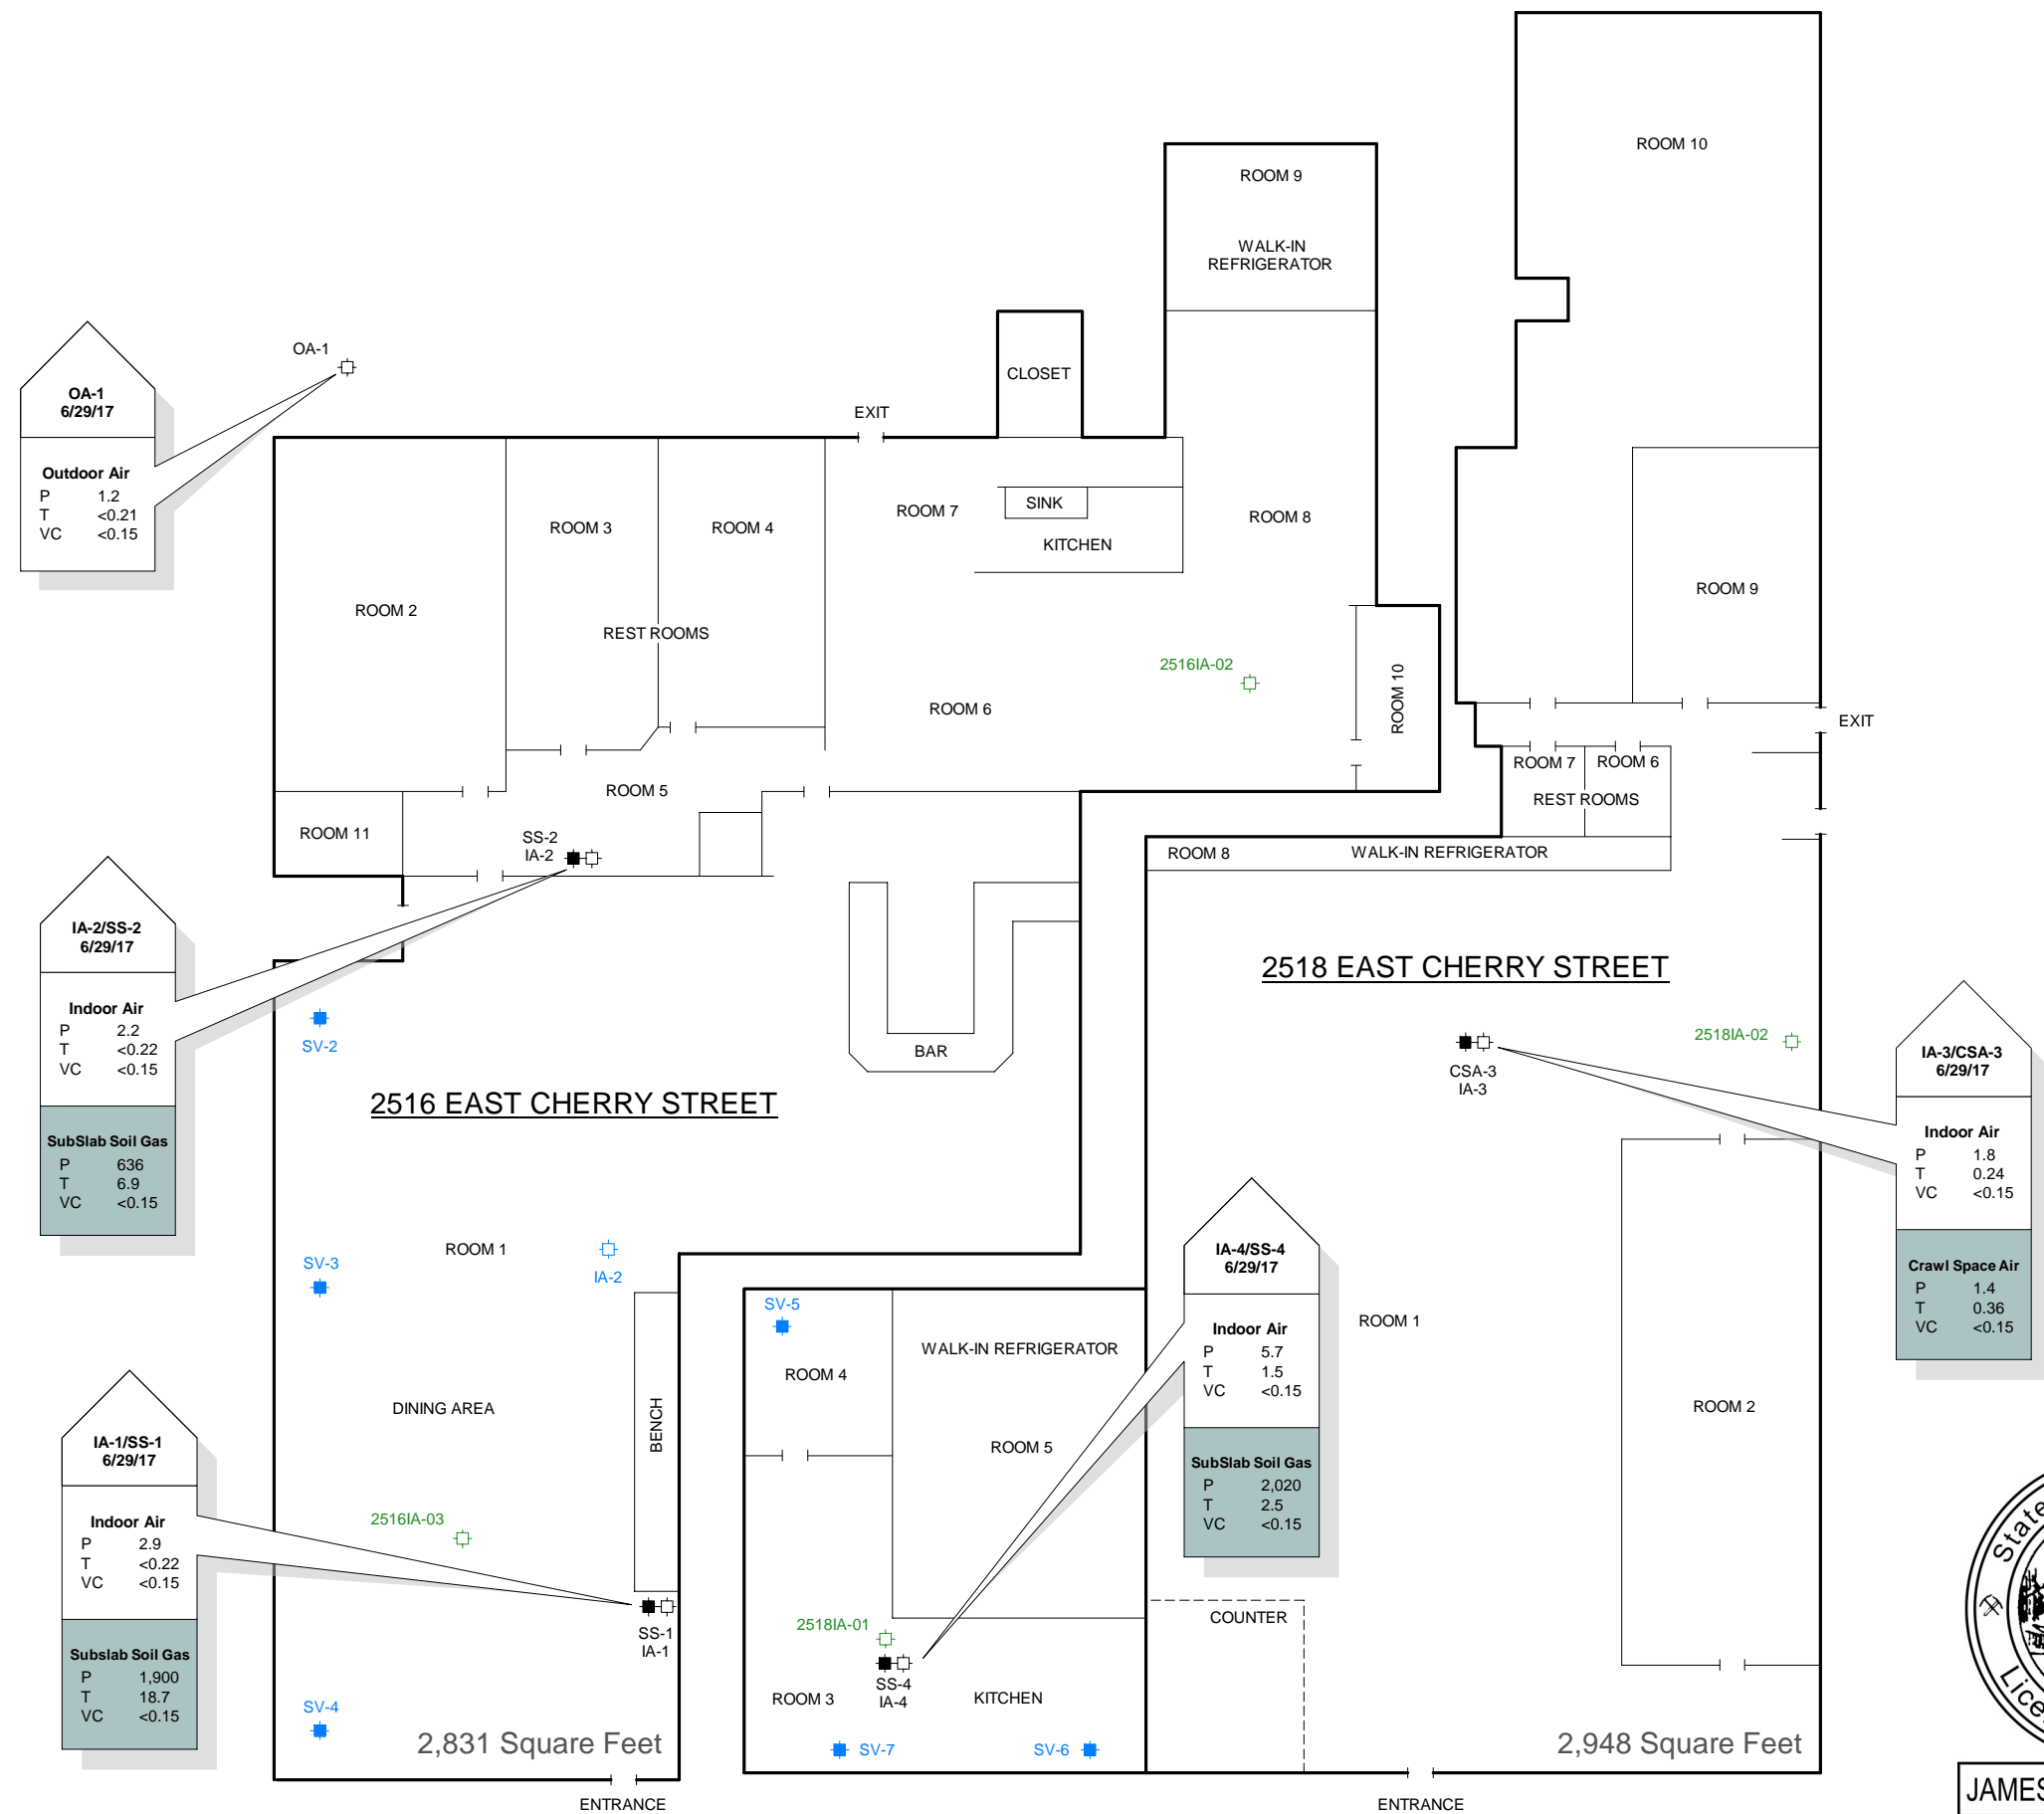 ROOM 10
ROOM 9
WALK-IN
REFRIGERATOR
OA-1
CLOSET
EXIT
OA-1
6/29/17
Outdoor Air
P 1.2
T <0.21
VC <0.15
ROOM 3
ROOM 4
ROOM 7
SINK
KITCHEN
ROOM 8
ROOM 2
REST ROOMS
ROOM 9
2516IA-02
ROOM 10
ROOM 6
EXIT
ROOM 5
ROOM 7
ROOM 6
REST ROOMS
ROOM 11
SS-2
IA-2
ROOM 8
WALK-IN REFRIGERATOR
IA-2/SS-2
6/29/17
Indoor Air
P 2.2
T <0.22
VC <0.15
SubSlab Soil Gas
P 636
T 6.9
VC <0.15
2518 EAST CHERRY STREET
SV-2
BAR
2518IA-02
CSA-3
IA-3
IA-3/CSA-3
6/29/17
Indoor Air
P 1.8
T 0.24
VC <0.15
Crawl Space Air
P 1.4
T 0.36
VC <0.15
2516 EAST CHERRY STREET
ROOM 1
IA-2
SV-3
SV-5
IA-4/SS-4
6/29/17
Indoor Air
P 5.7
T 1.5
VC <0.15
SubSlab Soil Gas
P 2,020
T 2.5
VC <0.15
ROOM 1
WALK-IN REFRIGERATOR
ROOM 4
DINING AREA
BENCH
ROOM 5
ROOM 2
IA-1/SS-1
6/29/17
Indoor Air
P 2.9
T <0.22
VC <0.15
Subslab Soil Gas
P 1,900
T 18.7
VC <0.15
2516IA-03
SS-1
IA-1
2518IA-01
SS-4
IA-4
COUNTER
ROOM 3
KITCHEN
SV-4
SV-7
SV-6
2,831 Square Feet
2,948 Square Feet
ENTRANCE
ENTRANCE
State
JAMES